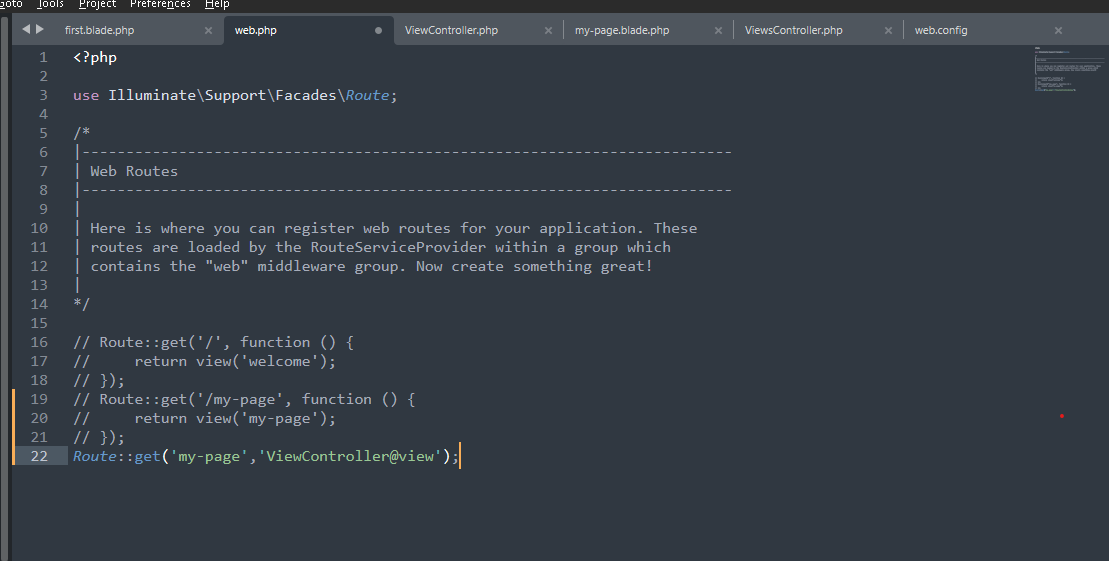 Goto Tools Project Preferences Help
first.blade.php web.php ViewController.php my-page.blade.php ViewsController.php web.config
1 <?php
2
3 use Illuminate\Support\Facades\Route;
4
5 /*
6 |--------------------------------------------------------------------------
7 | Web Routes
8 |--------------------------------------------------------------------------
9 |
10 | Here is where you can register web routes for your application. These
11 | routes are loaded by the RouteServiceProvider within a group which
12 | contains the "web" middleware group. Now create something great!
13 |
14 */
15
16 // Route::get('/', function () {
17 //     return view('welcome');
18 // });
19 // Route::get('/my-page', function () {
20 //     return view('my-page');
21 // });
22 Route::get('my-page','ViewController@view');